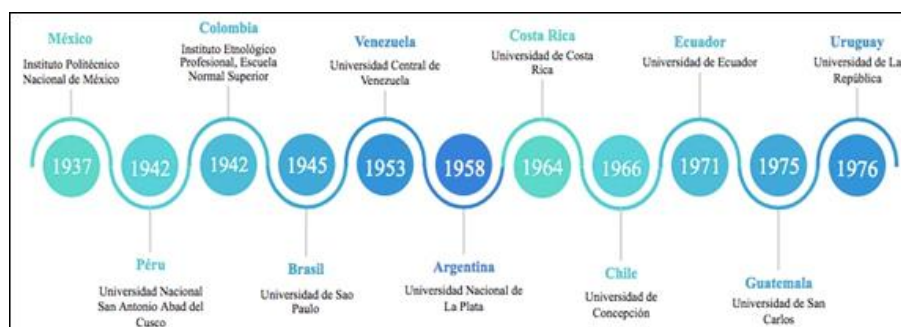 México
Instituto Politécnico
Nacional de México
Colombia
Instituto Etnológico
Profesional, Escuela
Normal Superior
Venezuela
Universidad Central de
Venezuela
Costa Rica
Universidad de Costa
Rica
Ecuador
Universidad de Ecuador
Uruguay
Universidad de La
República
1937
1942
1942
1945
1953
1958
1964
1966
1971
1975
1976
Péru
Universidad Nacional
San Antonio Abad del
Cusco
Brasil
Universidad de Sao
Paulo
Argentina
Universidad Nacional de
La Plata
Chile
Universidad de
Concepción
Guatemala
Universidad de San
Carlos